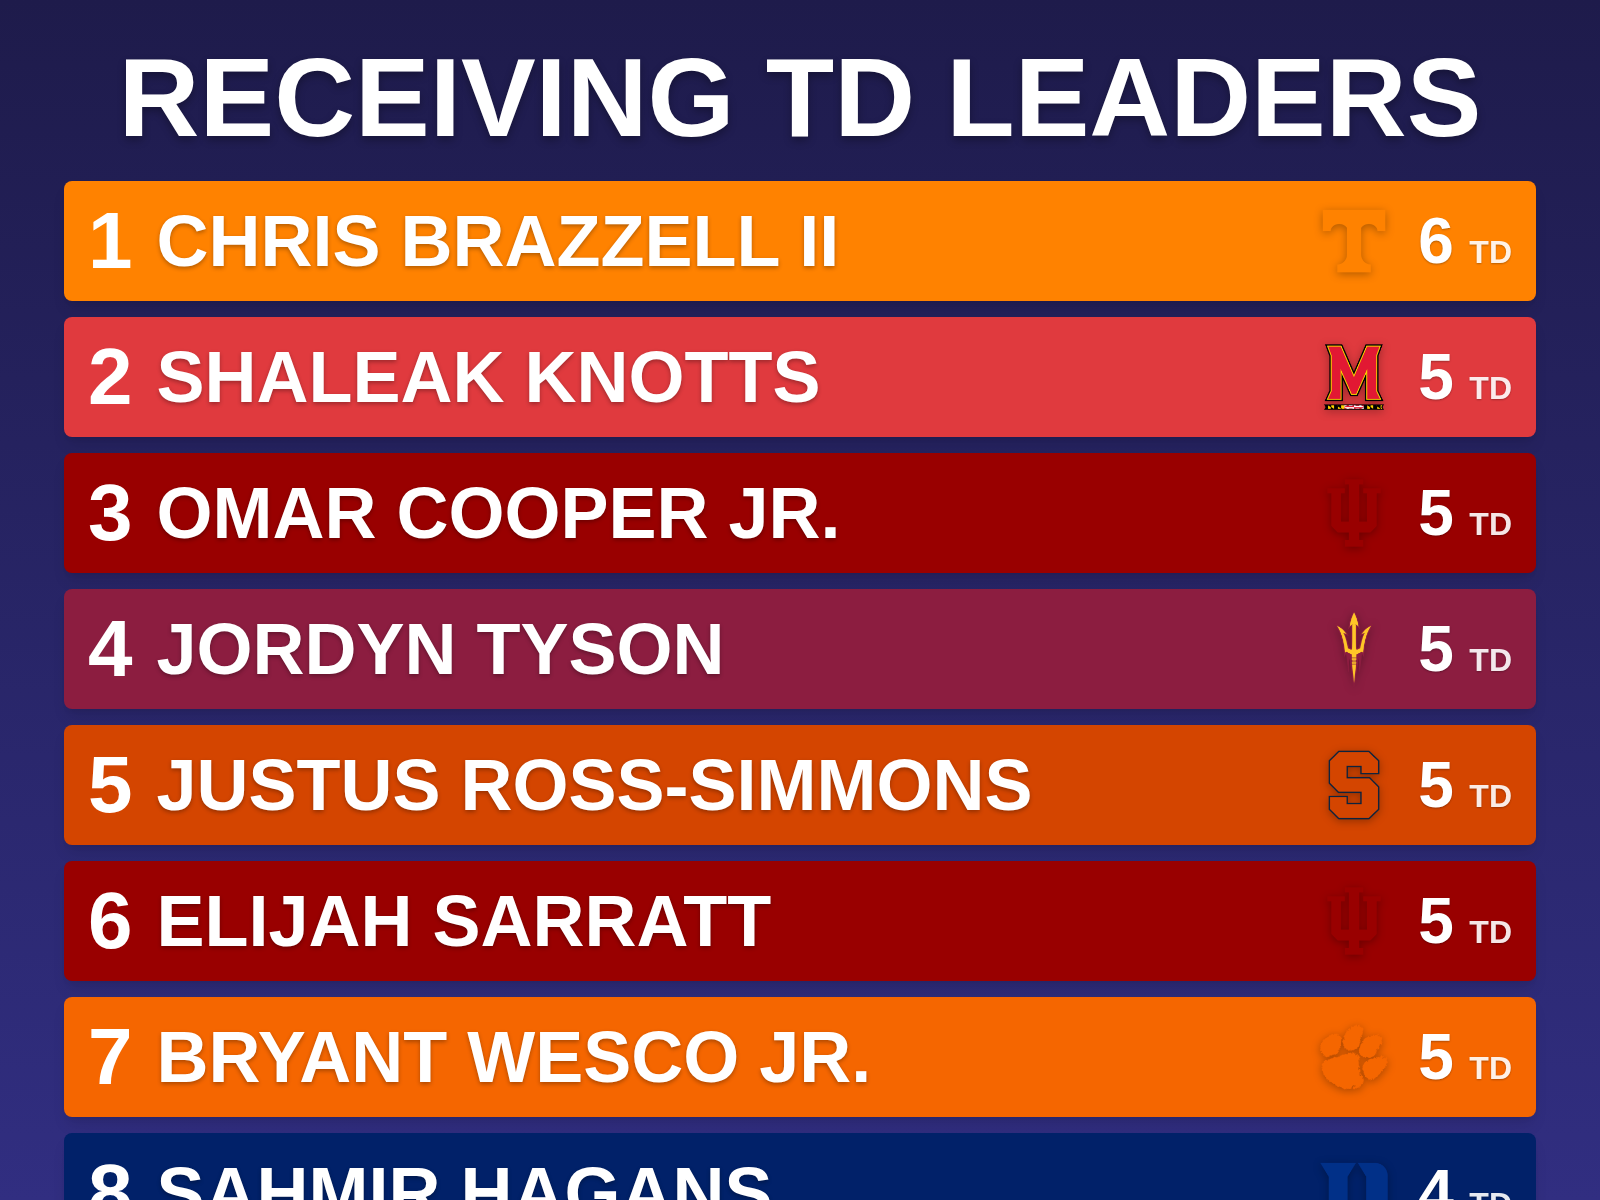 RECEIVING TD LEADERS
1 CHRIS BRAZZELL II T 6 TD
2 SHALEAK KNOTTS M 5 TD
3 OMAR COOPER JR. 5 TD
4 JORDYN TYSON 5 TD
5 JUSTUS ROSS-SIMMONS S 5 TD
6 ELIJAH SARRATT 5 TD
7 BRYANT WESCO JR. 5 TD
8 SAHMIR HAGANS D 4 TD